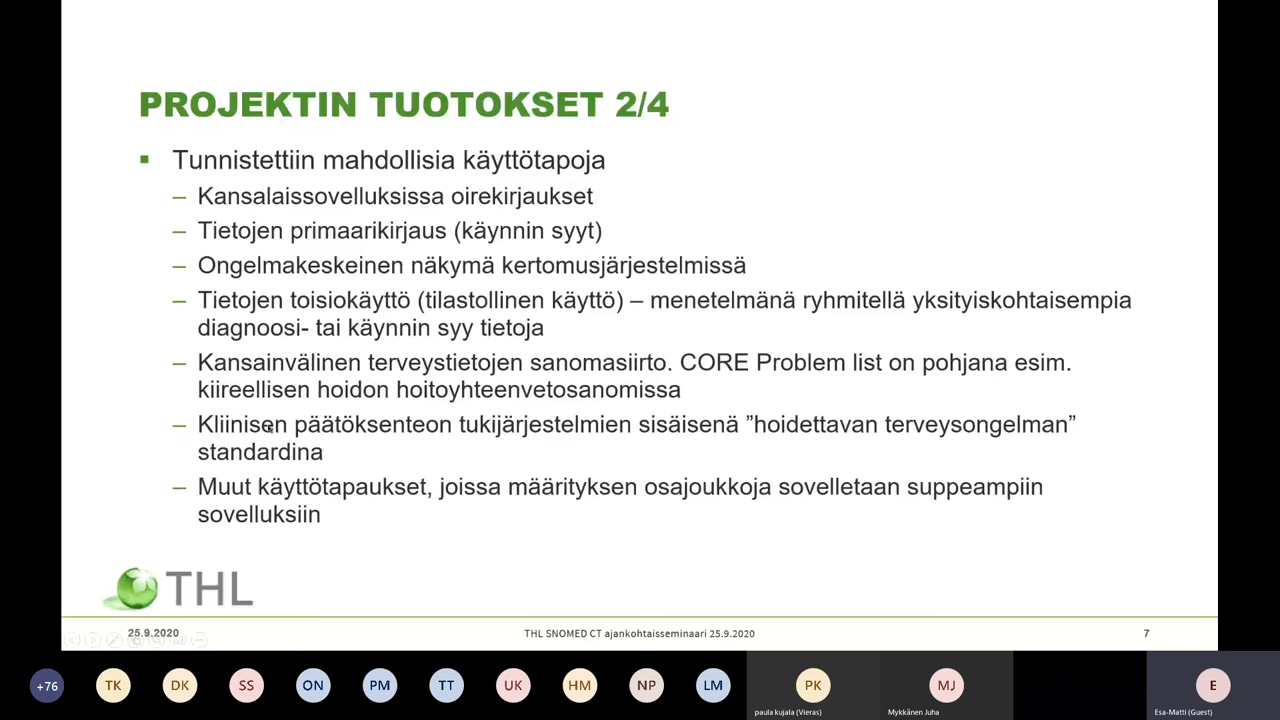 PROJEKTIN TUOTOKSET 2/4
▪ Tunnistettiin mahdollisia käyttötapoja
– Kansalaissovelluksissa oirekirjaukset
– Tietojen primaarikirjaus (käynnin syyt)
– Ongelmakeskeinen näkymä kertomusjärjestelmissä
– Tietojen toisiokäyttö (tilastollinen käyttö) – menetelmänä ryhmitellä yksityiskohtaisempia
diagnoosi- tai käynnin syy tietoja
– Kansainvälinen terveystietojen sanomasiirto. CORE Problem list on pohjana esim.
kiireellisen hoidon hoitoyhteenvetosanomissa
– Kliinisen päätöksenteon tukijärjestelmien sisäisenä ”hoidettavan terveysongelman”
standardina
– Muut käyttötapaukset, joissa määrityksen osajoukkoja sovelletaan suppeampiin
sovelluksiin
THL
25.9.2020
THL SNOMED CT ajankohtaisseminaari 25.9.2020
7
+76 TK DK SS ON PM TT UK HM NP LM PK MJ E
paula kujala (Vieras) Mykkänen Juha Esa-Matti (Guest)